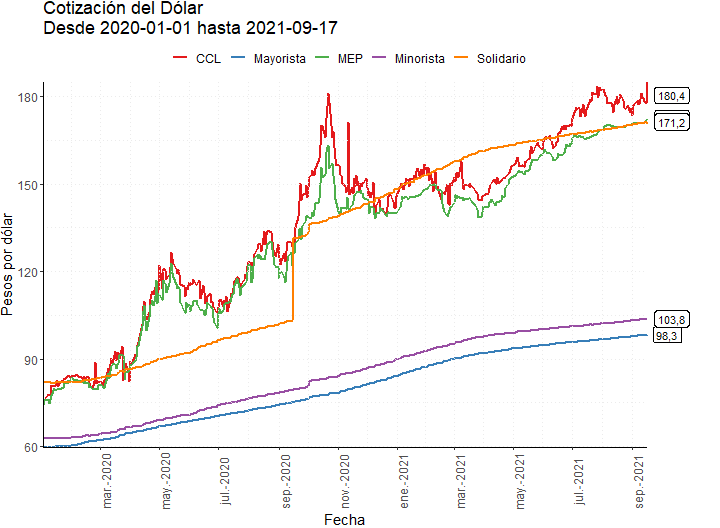 Cotización del Dólar
Desde 2020-01-01 hasta 2021-09-17
CCL Mayorista MEP Minorista Solidario
Pesos por dólar
180
150
120
90
60
180,4
171,2
103,8
98,3
mar.-2020
may.-2020
jul.-2020
sep.-2020
nov.-2020
ene.-2021
mar.-2021
may.-2021
jul.-2021
sep.-2021
Fecha